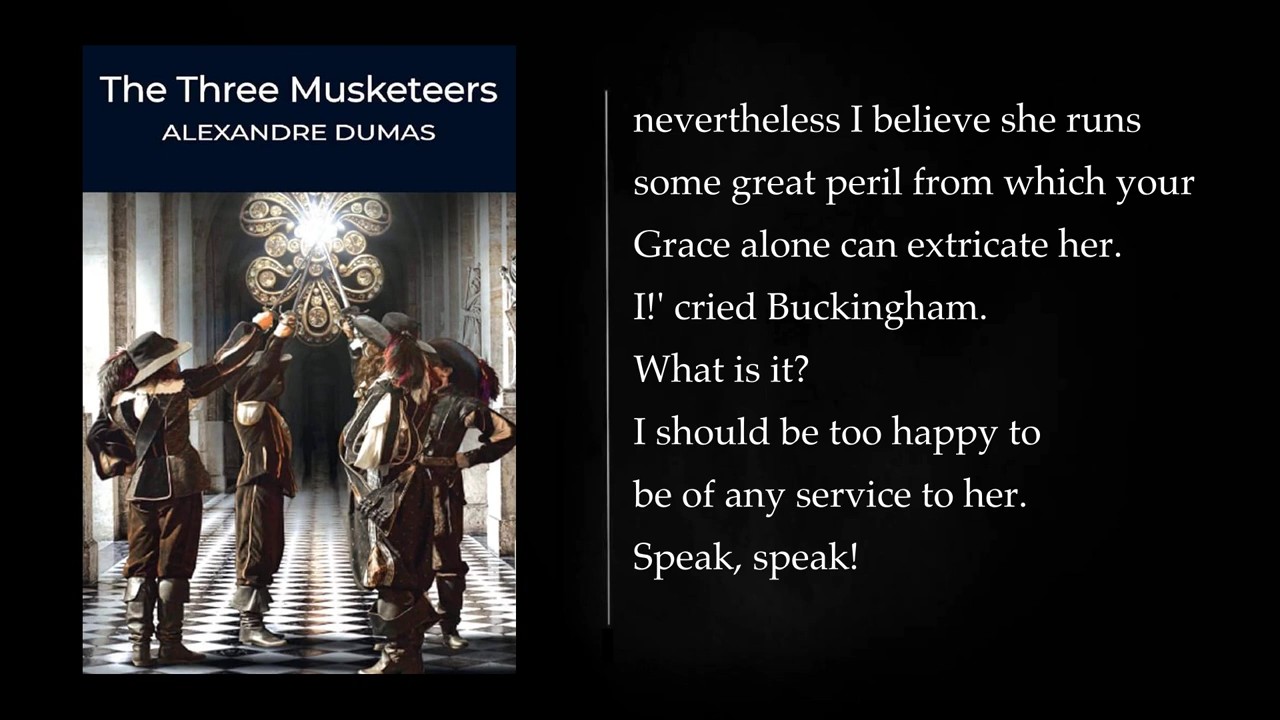 The Three Musketeers
ALEXANDRE DUMAS
nevertheless I believe she runs
some great peril from which your
Grace alone can extricate her.
I!' cried Buckingham.
What is it?
I should be too happy to
be of any service to her.
Speak, speak!